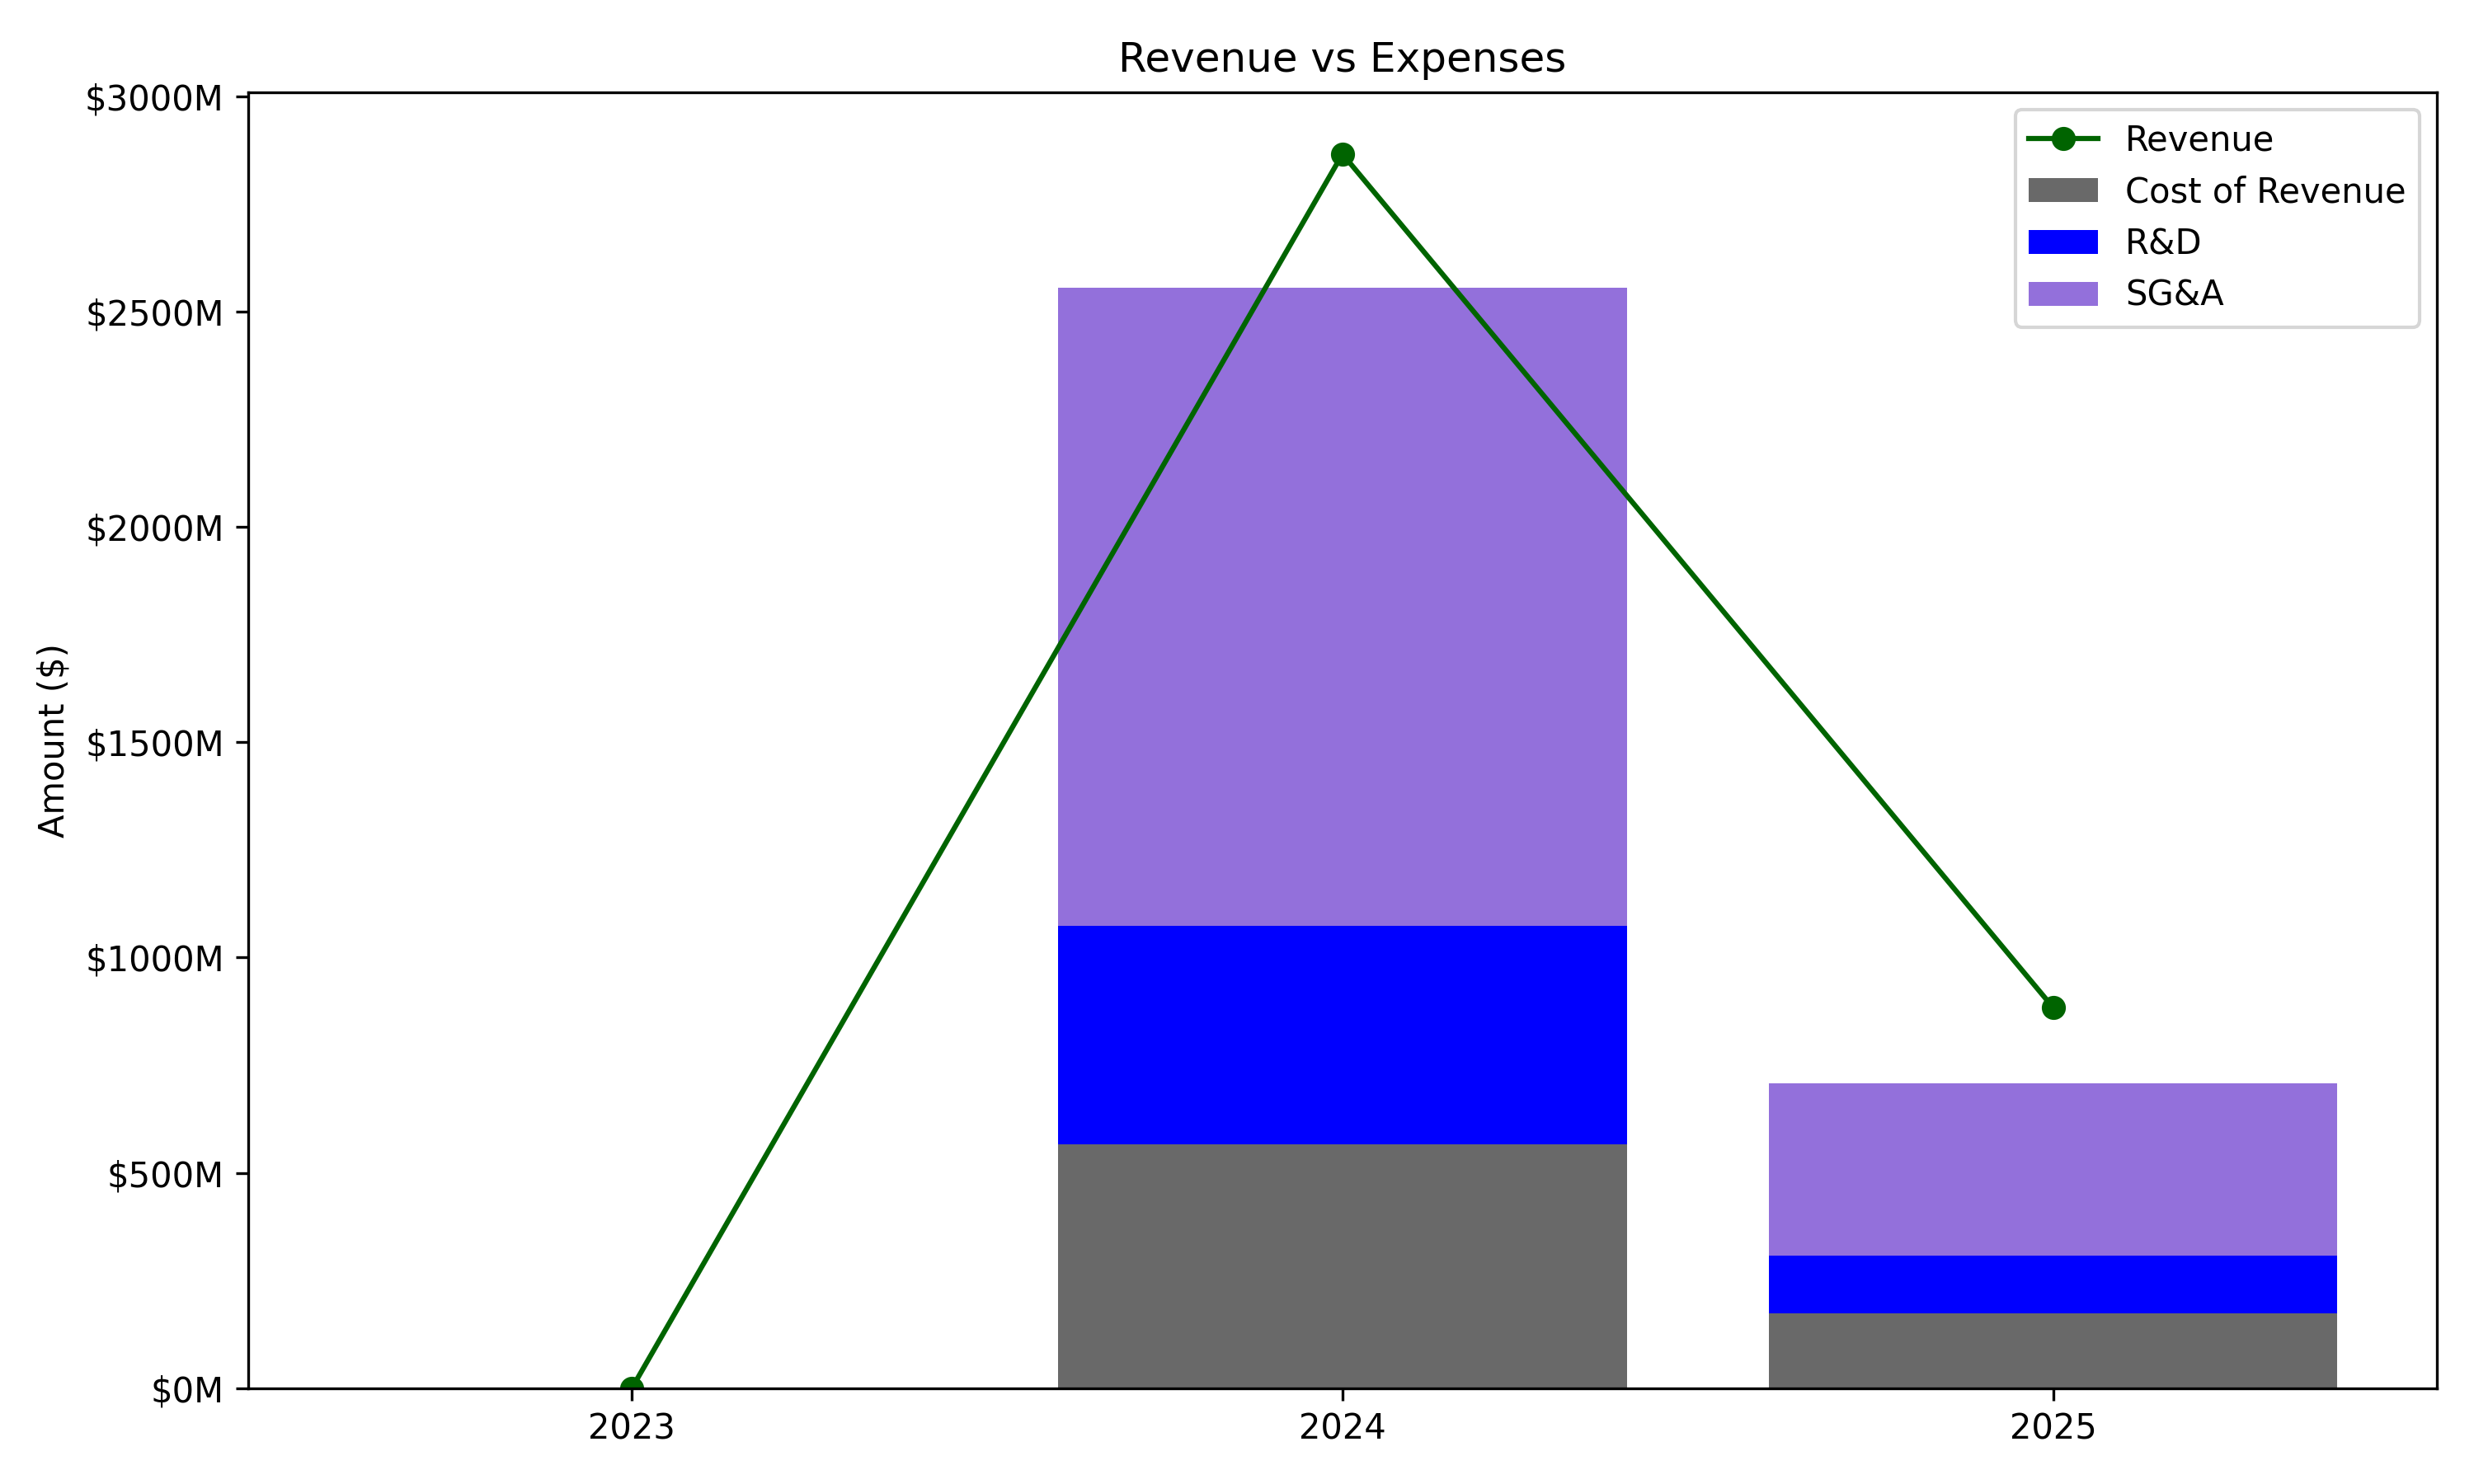 Revenue vs Expenses
$3000M
$2500M
$2000M
$1500M
$1000M
$500M
$0M
Amount ($)
Revenue
Cost of Revenue
R&D
SG&A
2023
2024
2025